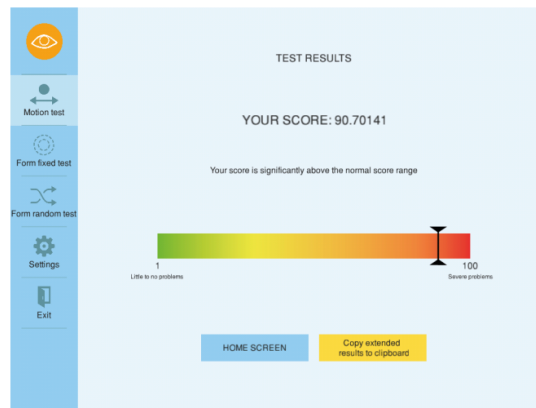 TEST RESULTS
Motion test
YOUR SCORE: 90.70141
Form fixed test
Your score is significantly above the normal score range
Form random test
Settings
1
100
Little to no problems
Severe problems
Exit
HOME SCREEN
Copy extended
results to clipboard